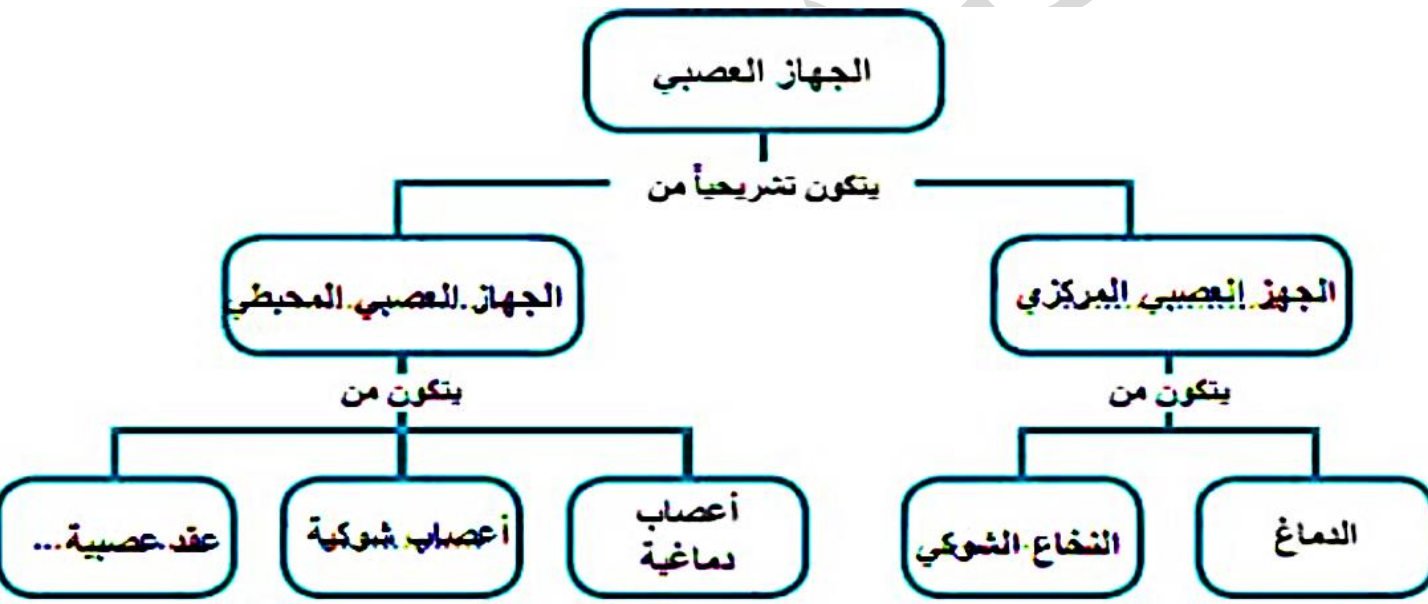 الجهاز العصبي
يتكون تشريحياً من
الجهز العصبي المركزي
الجهاز العصبي المحيطي
يتكون من
يتكون من
الدماغ
النخاع الشوكي
أعصاب
دماغية
أعصاب شوكية
عقد عصبية...